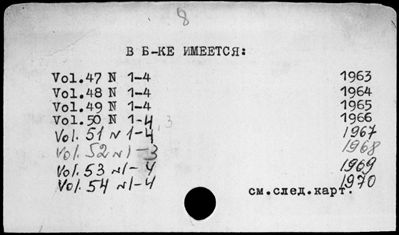 8
В Б-КЕ ИМЕЕТСЯ:
Vol.47 N 1-4 1963
Vol.48 N 1-4 1964
Vol.49 N 1-4 1965
Vol.50 N 1-4 1966
Vol. 51 N 1-4 1967
Vol. 52 N 1-3 1968
Vol. 53 N 1-4 1969
Vol. 54 N 1-4 1970
см.след.карт.